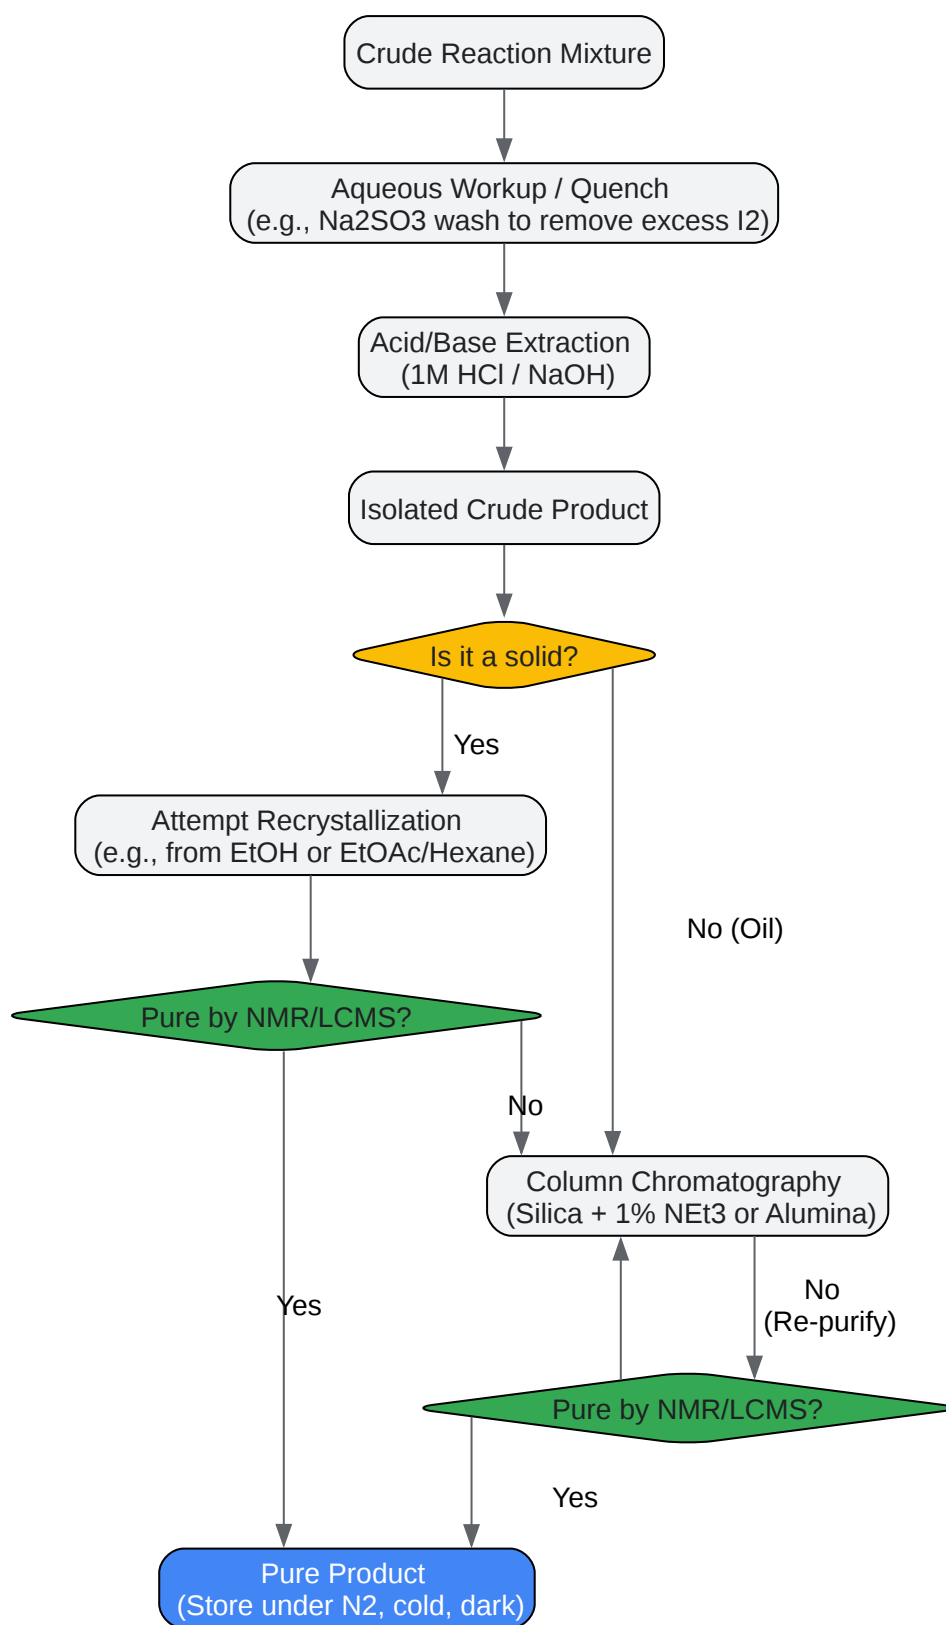 Crude Reaction Mixture
Aqueous Workup / Quench
(e.g., Na2SO3 wash to remove excess I2)
Acid/Base Extraction
(1M HCl / NaOH)
Isolated Crude Product
Is it a solid?
Yes
Attempt Recrystallization
(e.g., from EtOH or EtOAc/Hexane)
No (Oil)
Pure by NMR/LCMS?
No
Column Chromatography
(Silica + 1% NEt3 or Alumina)
Yes
No
(Re-purify)
Pure by NMR/LCMS?
Yes
Pure Product
(Store under N2, cold, dark)